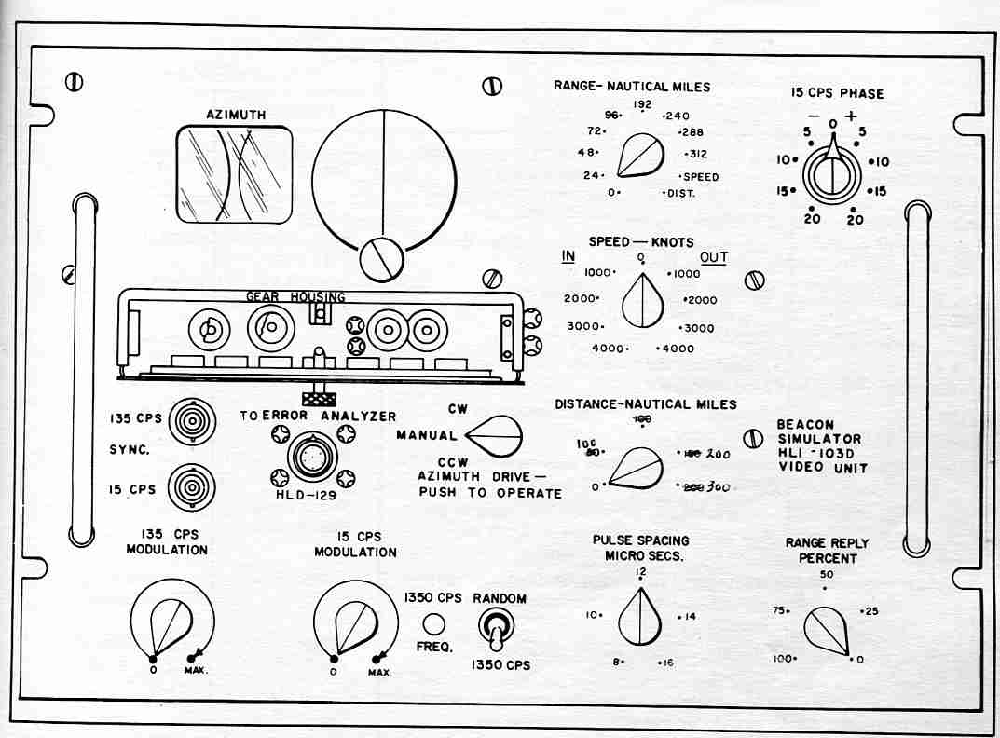 AZIMUTH
GEAR HOUSING
RANGE-NAUTICAL MILES
192
96 240
72 288
48 312
24 SPEED
0 DIST.
15 CPS PHASE
- 0 +
5 5
10 10
15 15
20 20
SPEED — KNOTS
IN 0 OUT
1000 1000
2000 2000
3000 3000
4000 4000
135 CPS
SYNC.
15 CPS
TO ERROR ANALYZER
HLD-129
CW
MANUAL
CCW
AZIMUTH DRIVE —
PUSH TO OPERATE
DISTANCE-NAUTICAL MILES
100
100
50 150 200
0 200 300
BEACON
SIMULATOR
HLI -103D
VIDEO UNIT
135 CPS
MODULATION
0 MAX.
15 CPS
MODULATION
0 MAX.
1350 CPS
FREQ.
RANDOM
1350 CPS
PULSE SPACING
MICRO SECS.
12
10 14
8 16
RANGE REPLY
PERCENT
50
75 25
100 0